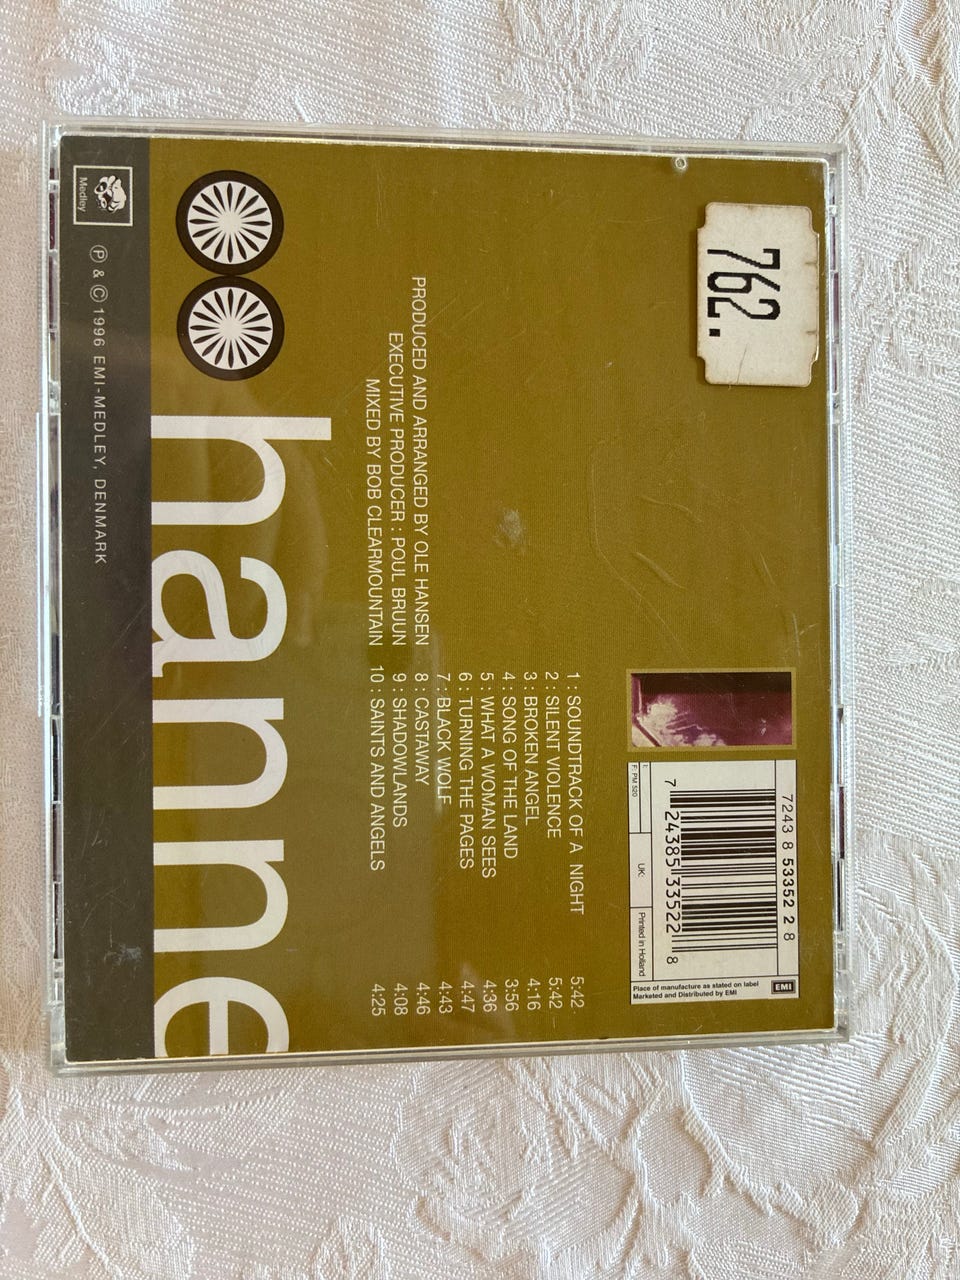 762.
7243 8 53352 2 8
7 24385 33522 8
I:
F: PM 520
UK:
Printed in Holland
EMI
Place of manufacture as stated on label
Marketed and Distributed by EMI
1 : SOUNDTRACK OF A NIGHT 5:42
2 : SILENT VIOLENCE 5:42
3 : BROKEN ANGEL 4:16
4 : SONG OF THE LAND 3:56
5 : WHAT A WOMAN SEES 4:36
6 : TURNING THE PAGES 4:47
7 : BLACK WOLF 4:43
8 : CASTAWAY 4:46
9 : SHADOWLANDS 4:08
10 : SAINTS AND ANGELS 4:25
PRODUCED AND ARRANGED BY OLE HANSEN
EXECUTIVE PRODUCER : POUL BRUUN
MIXED BY BOB CLEARMOUNTAIN
hanne
Medley
Ⓟ & © 1996 EMI-MEDLEY, DENMARK